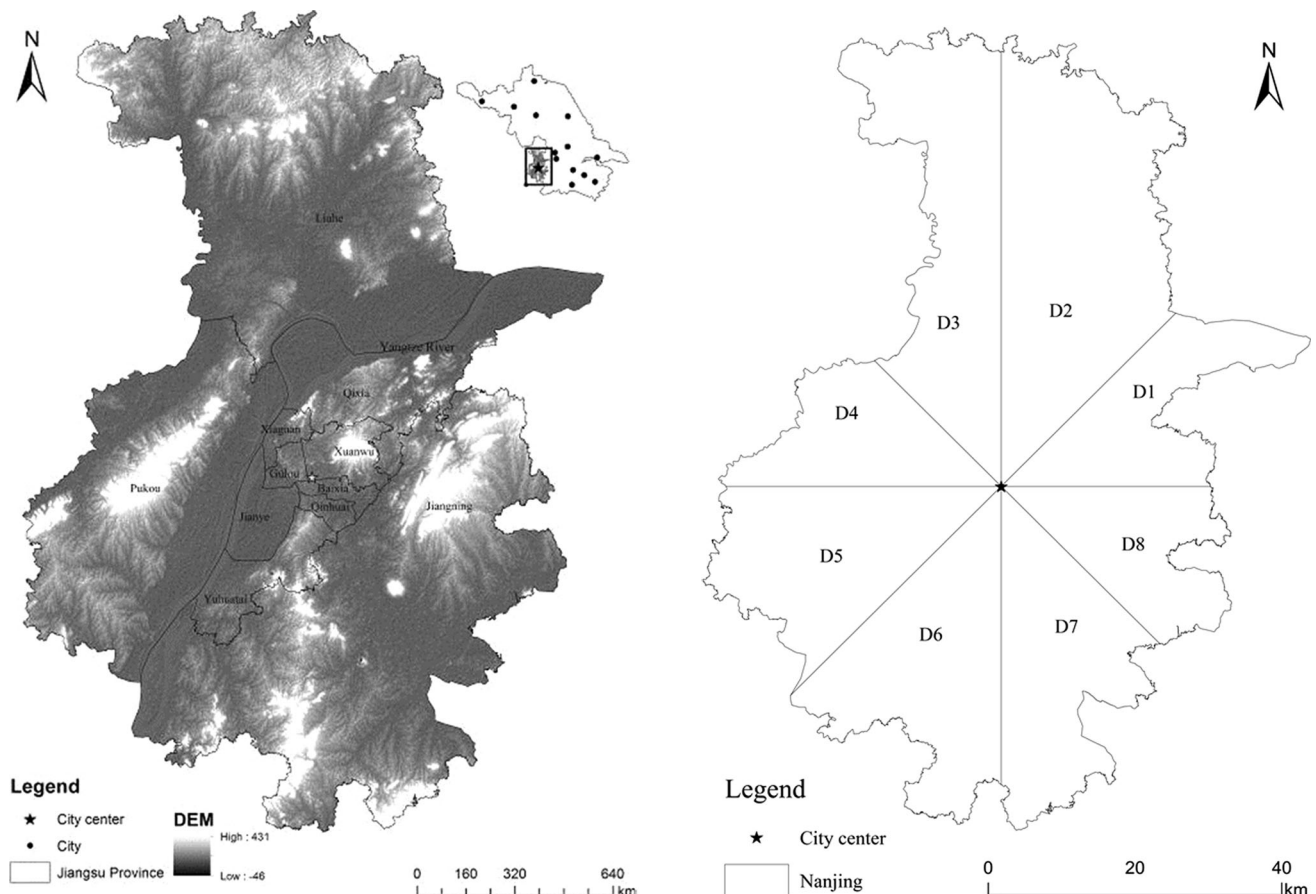 N
Liuhe
Yangtze River
Qixia
Xiaguan
Xuanwu
Gulou
Pukou
Baixia
Jianye
Qinhuai
Jiangning
Yuhuatai
Legend
City center
City
Jiangsu Province
DEM
High : 431
Low : -46
0 80 160 320 480 640
km
N
D3
D2
D1
D4
D5
D8
D6
D7
Legend
City center
Nanjing
0 20 40
km